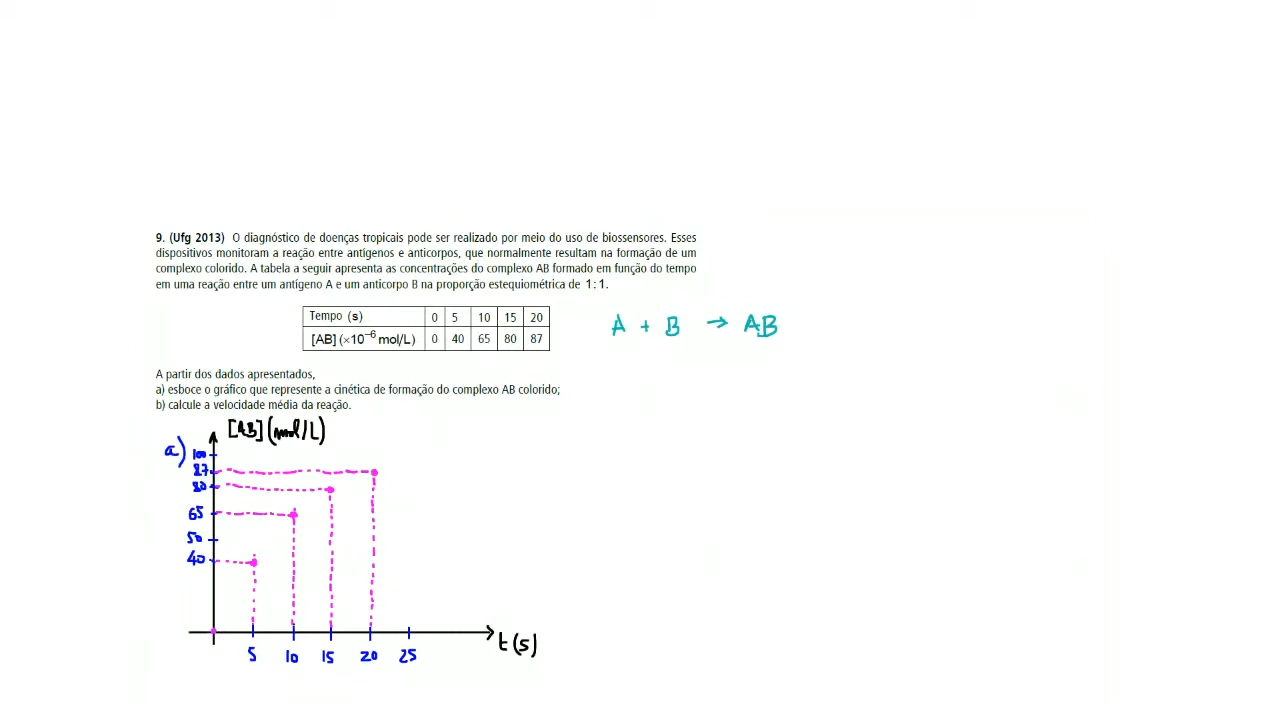 9. (Ufg 2013) O diagnóstico de doenças tropicais pode ser realizado por meio do uso de biossensores. Esses
dispositivos monitoram a reação entre antígenos e anticorpos, que normalmente resultam na formação de um
complexo colorido. A tabela a seguir apresenta as concentrações do complexo AB formado em função do tempo
em uma reação entre um antígeno A e um anticorpo B na proporção estequiométrica de 1:1.
Tempo (s) 0 5 10 15 20
[AB] (×10⁻⁶ mol/L) 0 40 65 80 87
A + B → AB
A partir dos dados apresentados,
a) esboce o gráfico que represente a cinética de formação do complexo AB colorido;
b) calcule a velocidade média da reação.
[AB] (mol/L)
a)
100
87
80
65
50
40
t(s)
5 10 15 20 25